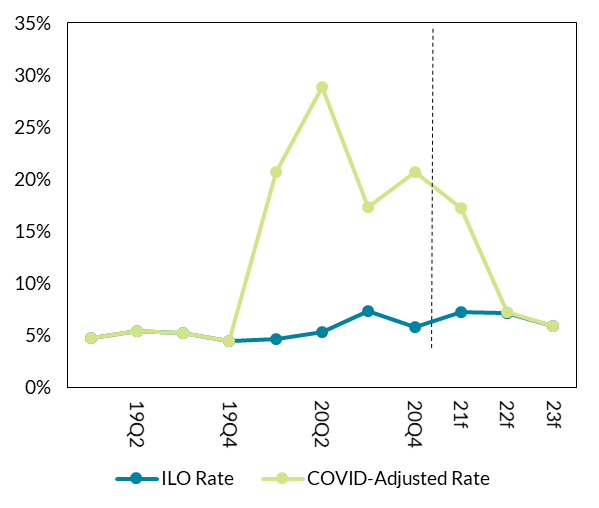 35%
30%
25%
20%
15%
10%
5%
0%
19Q2
19Q4
20Q2
20Q4
21f
22f
23f
ILO Rate
COVID-Adjusted Rate